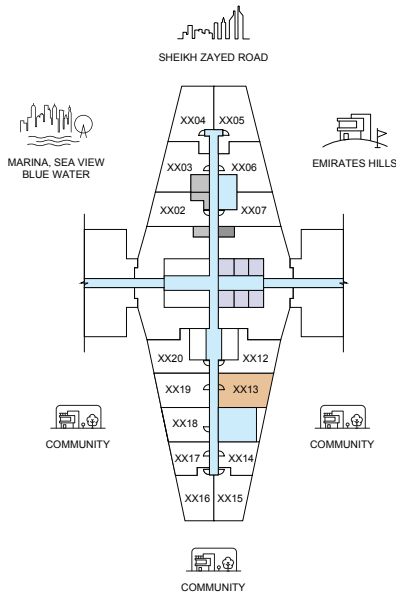 SHEIKH ZAYED ROAD
XX04 XX05
MARINA, SEA VIEW
BLUE WATER
EMIRATES HILLS
XX03 XX06
XX02 XX07
XX20 XX12
XX19 XX13
XX18
XX17 XX14
XX16 XX15
COMMUNITY
COMMUNITY
COMMUNITY